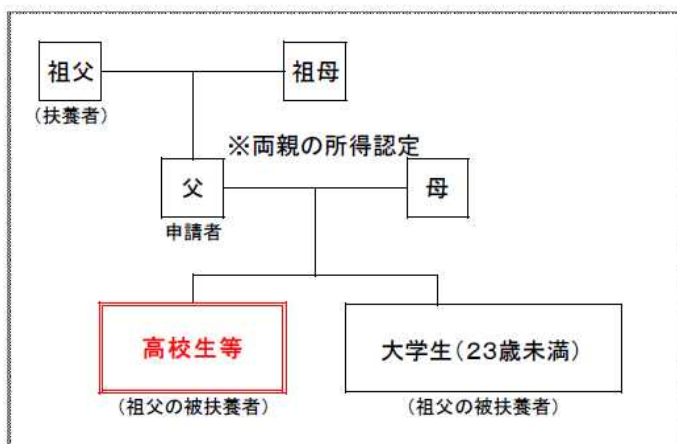 祖父
祖母
(扶養者)
※両親の所得認定
父
母
申請者
高校生等
大学生(23歳未満)
(祖父の被扶養者)
(祖父の被扶養者)